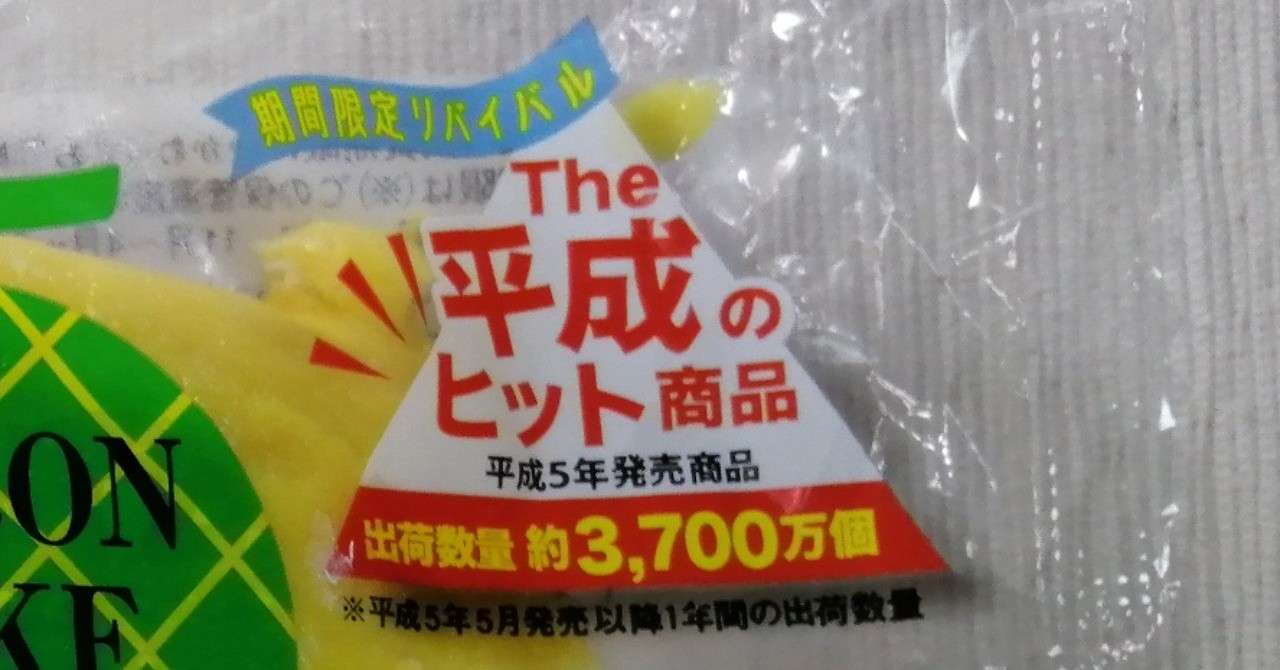 期間限定リバイバル
The
平成の
ヒット商品
平成5年発売商品
出荷数量 約3,700万個
※平成5年5月発売以降1年間の出荷数量
ON
KE